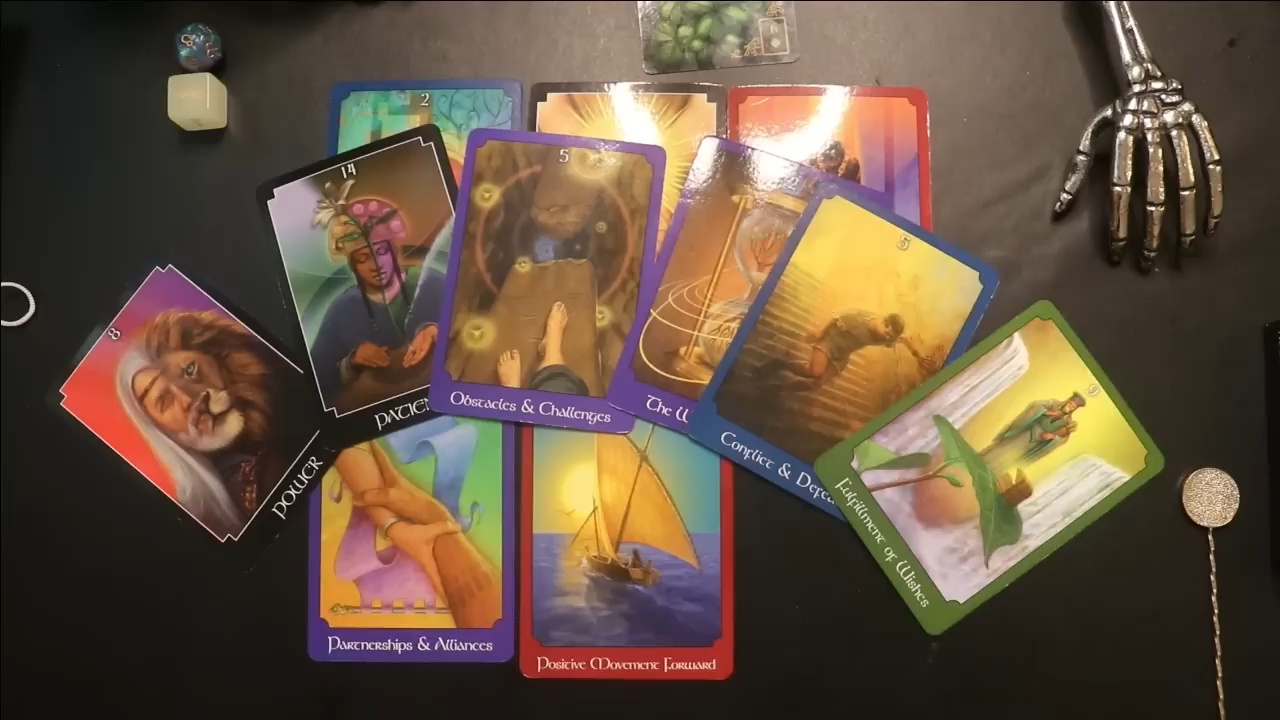 2
14
PATIEN
5
Obstacles & Challenges
The W
5
Conflict & Defea
8
POWER
9
Fulfillment of Wishes
Partnerships & Alliances
Positive Movement Forward